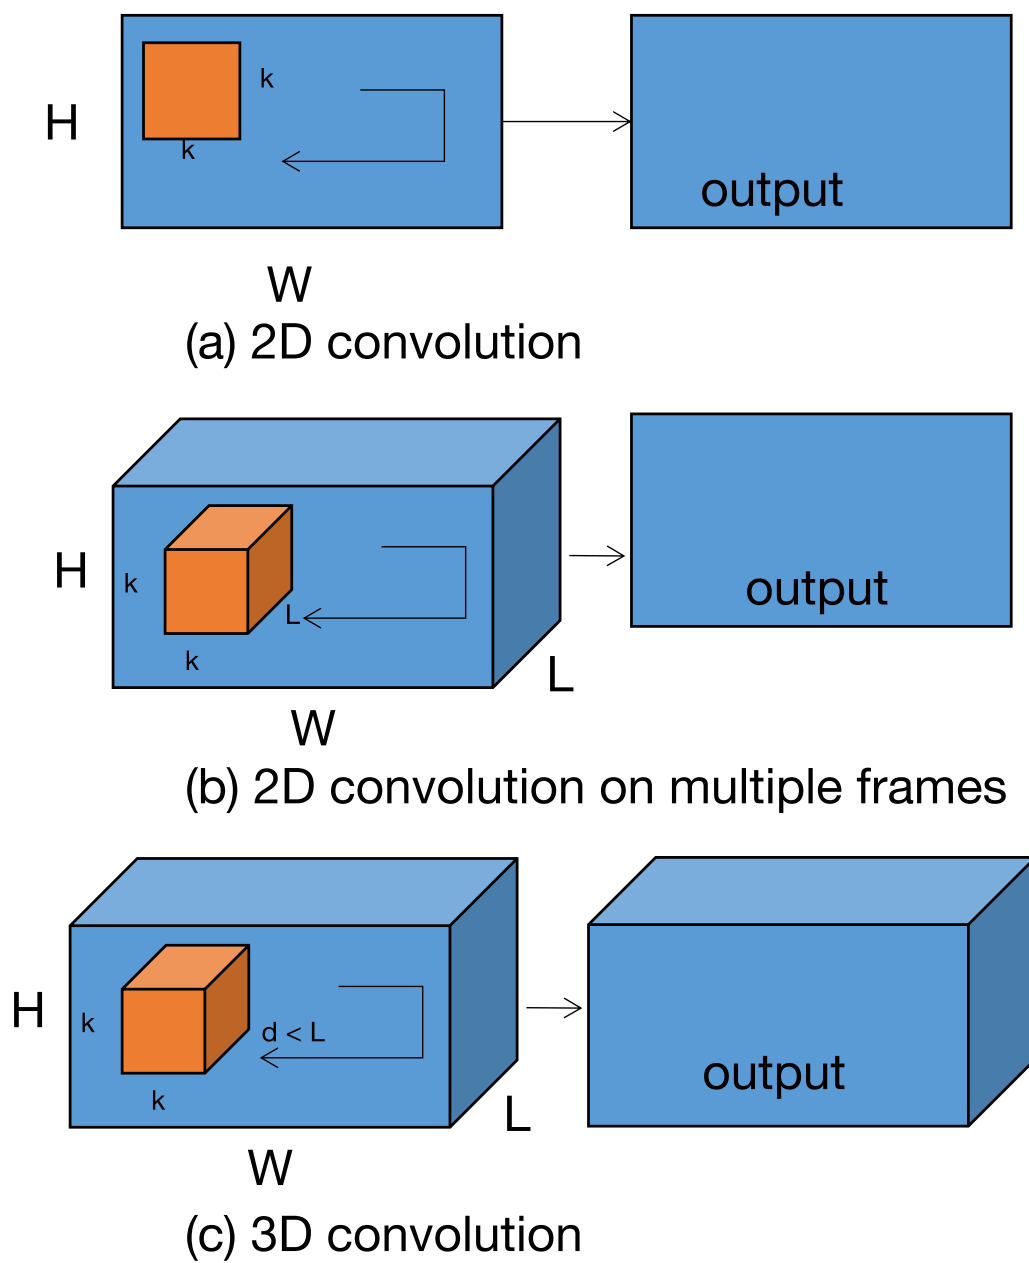 k
H
k
output
W
(a) 2D convolution
H
k
L
output
k
L
W
(b) 2D convolution on multiple frames
H
k
d < L
output
k
L
W
(c) 3D convolution